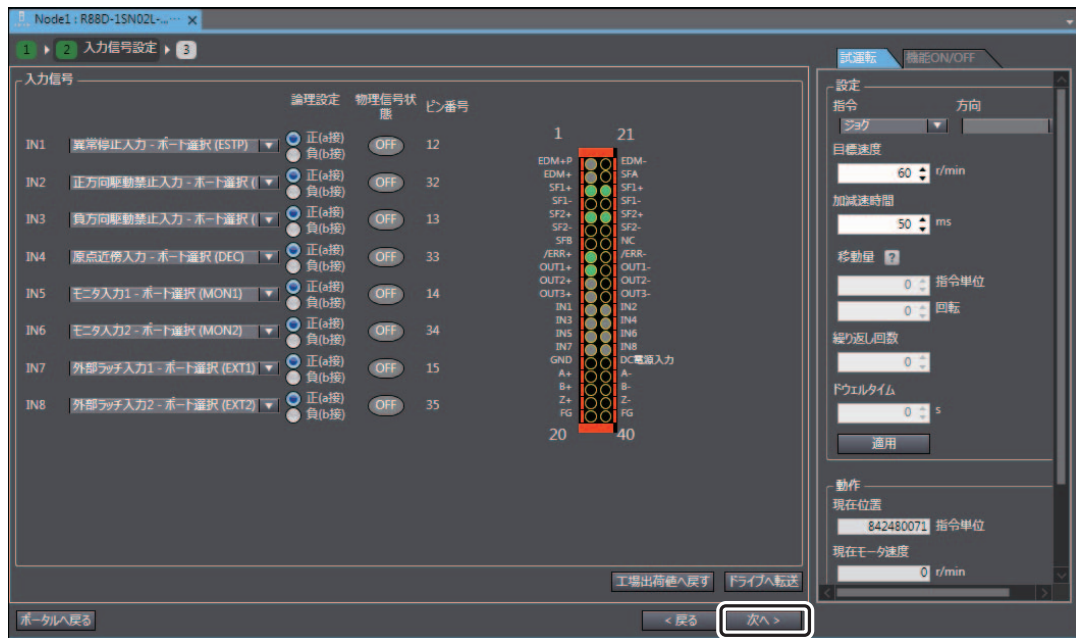 Node1 : R88D-1SN02L-...… ×
1 2 入力信号設定 3
入力信号
論理設定 物理信号状態 ピン番号
IN1 異常停止入力 - ポート選択 (ESTP) 正(a接) 負(b接) OFF 12
IN2 正方向駆動禁止入力 - ポート選択 ( 正(a接) 負(b接) OFF 32
IN3 負方向駆動禁止入力 - ポート選択 ( 正(a接) 負(b接) OFF 13
IN4 原点近傍入力 - ポート選択 (DEC) 正(a接) 負(b接) OFF 33
IN5 モニタ入力1 - ポート選択 (MON1) 正(a接) 負(b接) OFF 14
IN6 モニタ入力2 - ポート選択 (MON2) 正(a接) 負(b接) OFF 34
IN7 外部ラッチ入力1 - ポート選択 (EXT1) 正(a接) 負(b接) OFF 15
IN8 外部ラッチ入力2 - ポート選択 (EXT2) 正(a接) 負(b接) OFF 35
1 21
EDM+P EDM-
EDM+ SFA
SF1+ SF1+
SF1- SF1-
SF2+ SF2+
SF2- SF2-
SFB NC
/ERR+ /ERR-
OUT1+ OUT1-
OUT2+ OUT2-
OUT3+ OUT3-
IN1 IN2
IN3 IN4
IN5 IN6
IN7 IN8
GND DC電源入力
A+ A-
B+ B-
Z+ Z-
FG FG
20 40
工場出荷値へ戻す ドライブへ転送
ポータルへ戻る < 戻る 次へ >
試運転 機能ON/OFF
設定
指令 方向
ジョグ
目標速度
60 r/min
加減速時間
50 ms
移動量 ?
0 指令単位
0 回転
繰り返し回数
0
ドウェルタイム
0 s
適用
動作
現在位置
842480071 指令単位
現在モータ速度
0 r/min